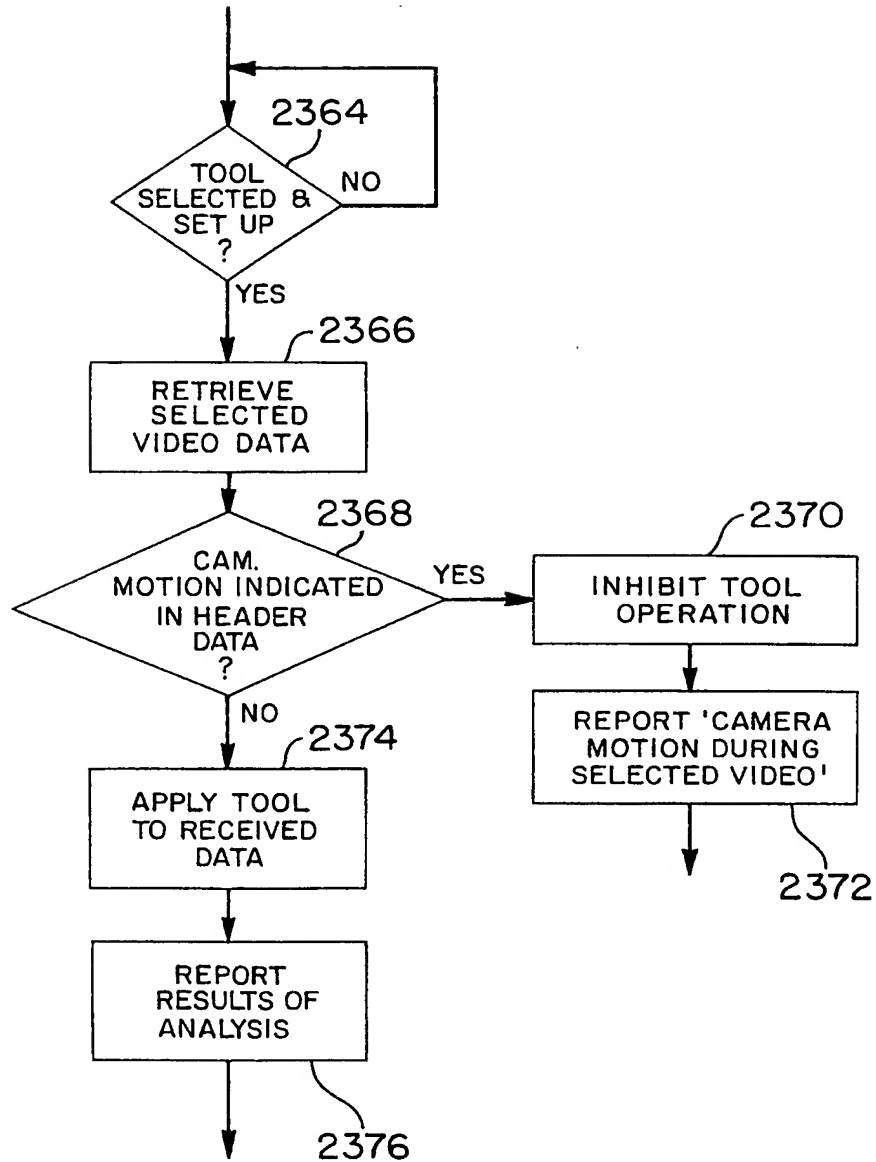 2364
TOOL
SELECTED &
SET UP
?
NO
YES
2366
RETRIEVE
SELECTED
VIDEO DATA
2368
CAM.
MOTION INDICATED
IN HEADER
DATA
?
YES
NO
2370
INHIBIT TOOL
OPERATION
REPORT 'CAMERA
MOTION DURING
SELECTED VIDEO'
2372
2374
APPLY TOOL
TO RECEIVED
DATA
REPORT
RESULTS OF
ANALYSIS
2376